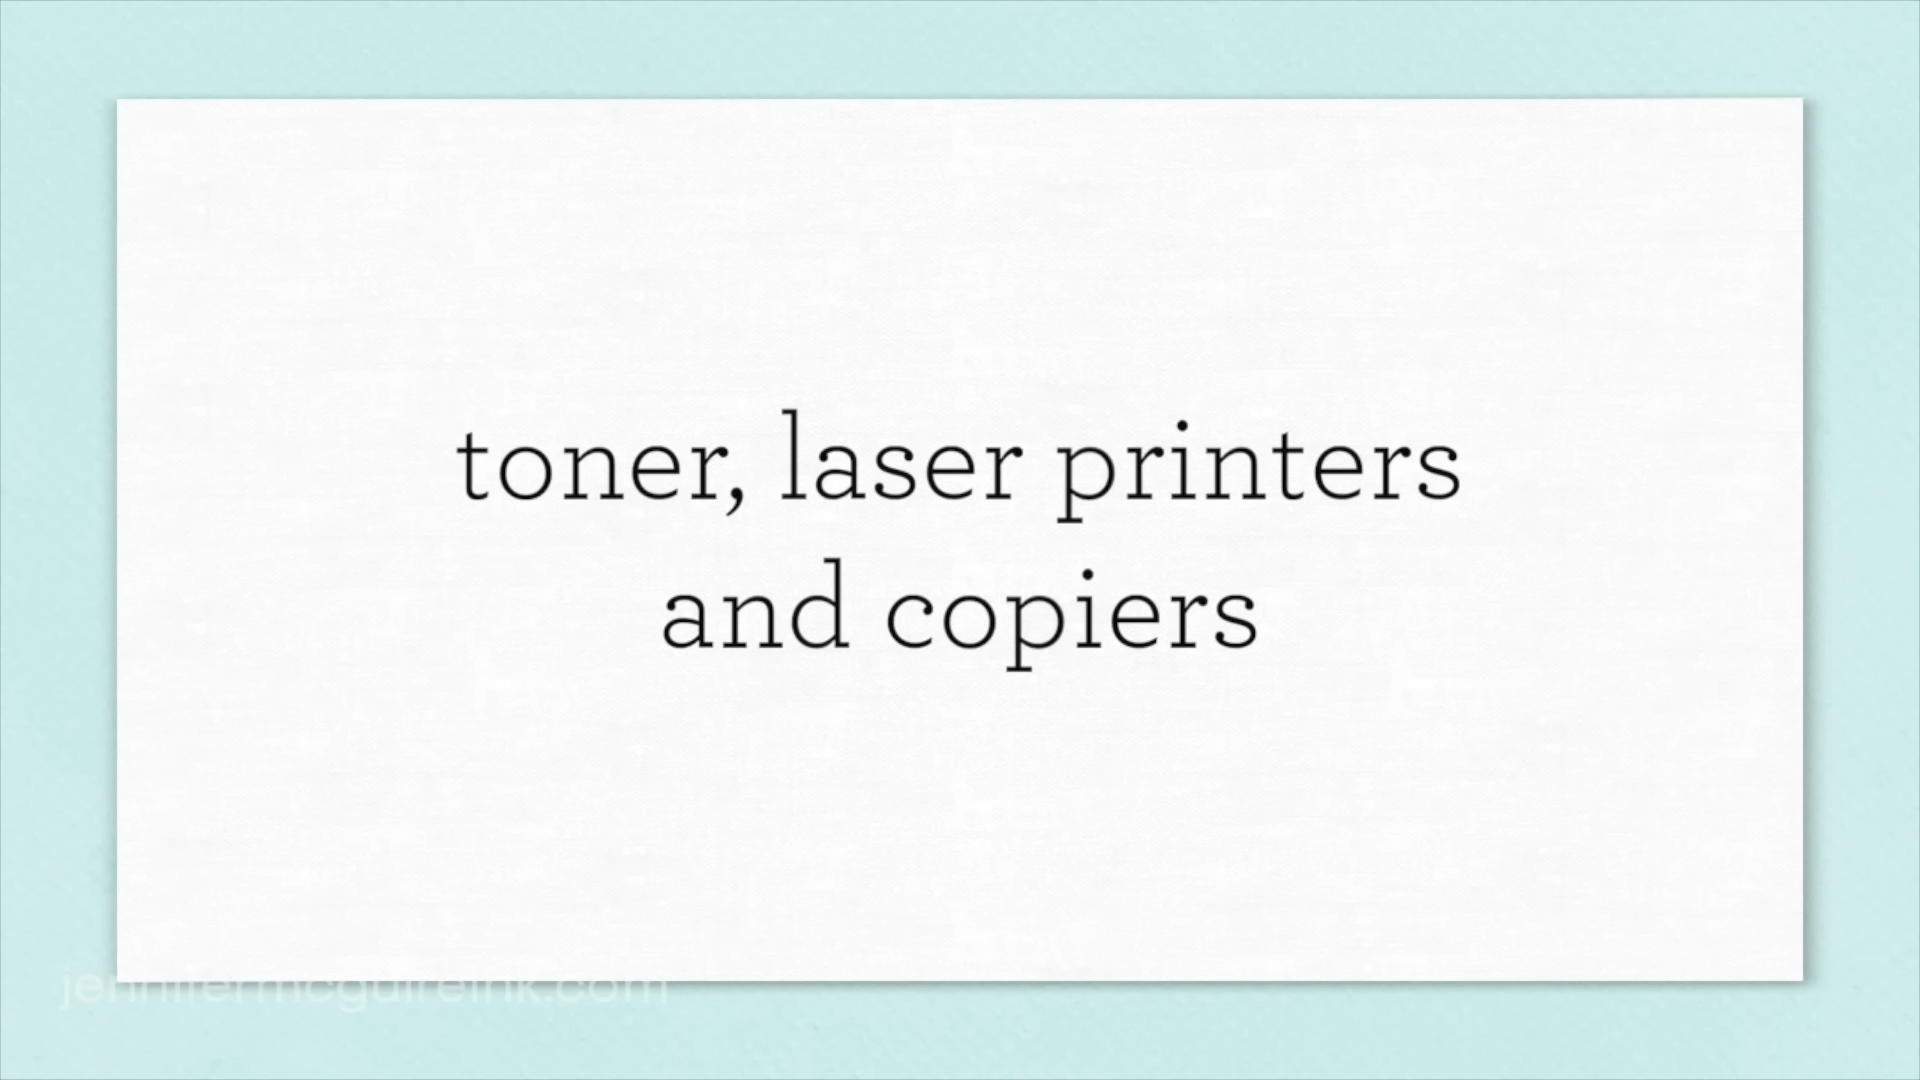 toner, laser printers
and copiers
jennifermcguireink.com